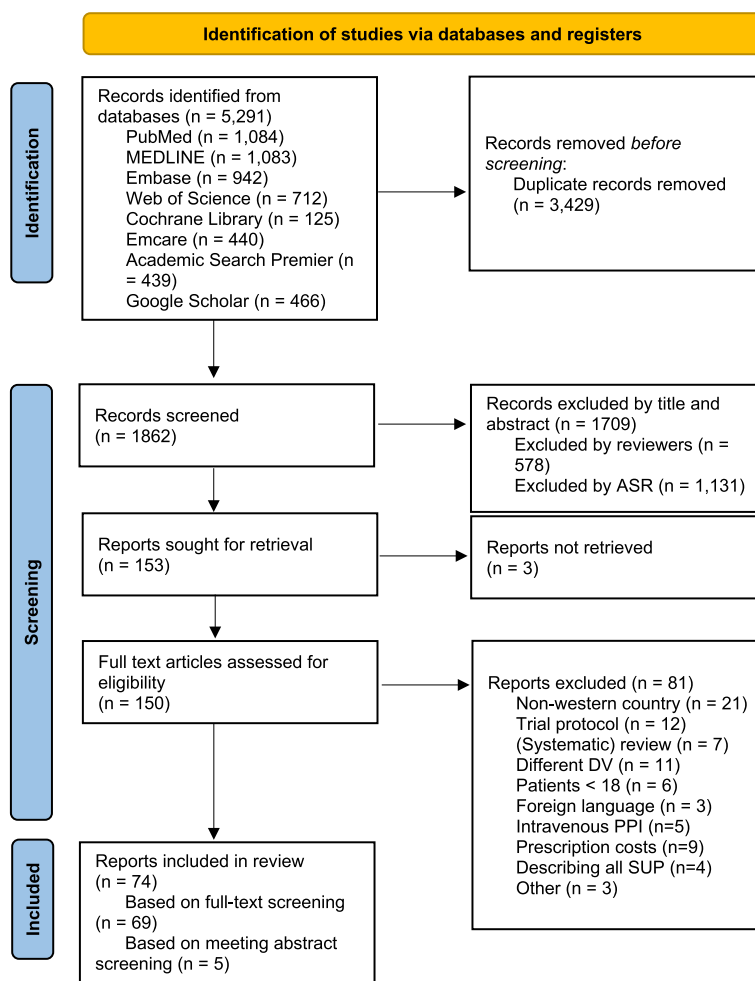 Identification of studies via databases and registers
Identification
Records identified from
databases (n = 5,291)
PubMed (n = 1,084)
MEDLINE (n = 1,083)
Embase (n = 942)
Web of Science (n = 712)
Cochrane Library (n = 125)
Emcare (n = 440)
Academic Search Premier (n
= 439)
Google Scholar (n = 466)
Records removed before
screening:
Duplicate records removed
(n = 3,429)
Screening
Records screened
(n = 1862)
Records excluded by title and
abstract (n = 1709)
Excluded by reviewers (n =
578)
Excluded by ASR (n = 1,131)
Reports sought for retrieval
(n = 153)
Reports not retrieved
(n = 3)
Full text articles assessed for
eligibility
(n = 150)
Reports excluded (n = 81)
Non-western country (n = 21)
Trial protocol (n = 12)
(Systematic) review (n = 7)
Different DV (n = 11)
Patients < 18 (n = 6)
Foreign language (n = 3)
Intravenous PPI (n=5)
Prescription costs (n=9)
Describing all SUP (n=4)
Other (n = 3)
Included
Reports included in review
(n = 74)
Based on full-text screening
(n = 69)
Based on meeting abstract
screening (n = 5)